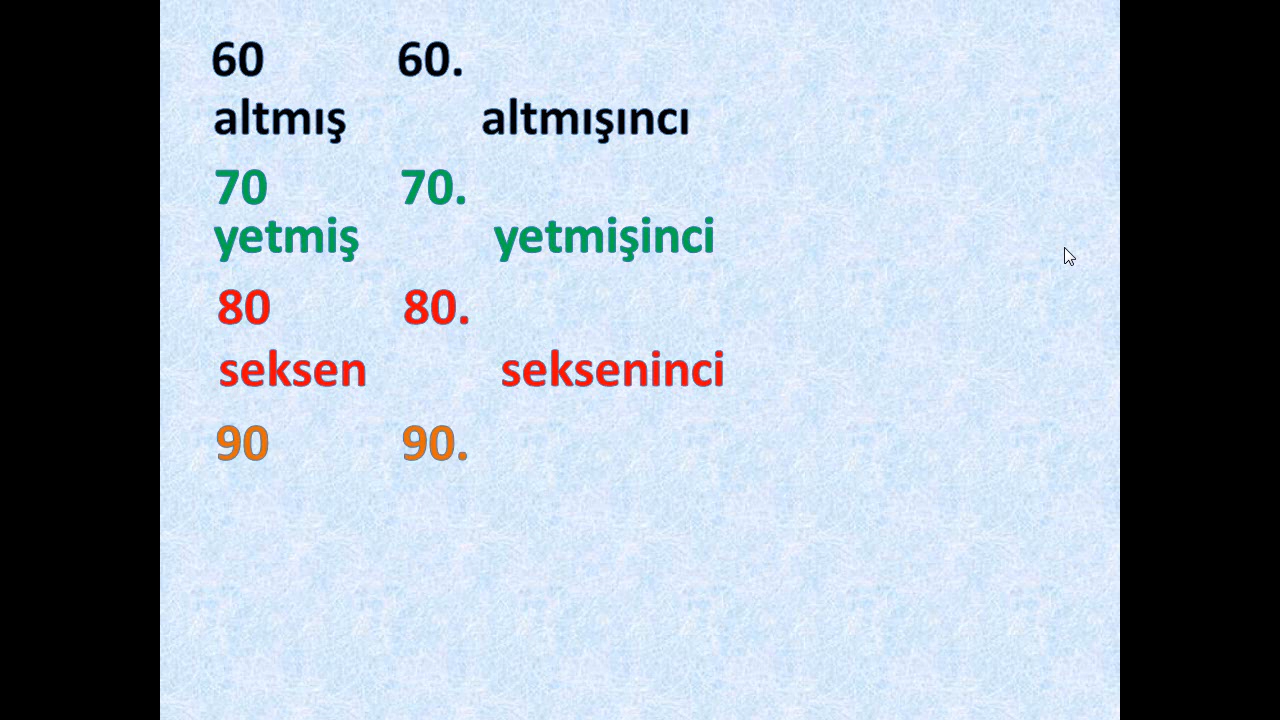 60 60.
altmış altmışıncı
70 70.
yetmiş yetmişinci
80 80.
seksen sekseninci
90 90.